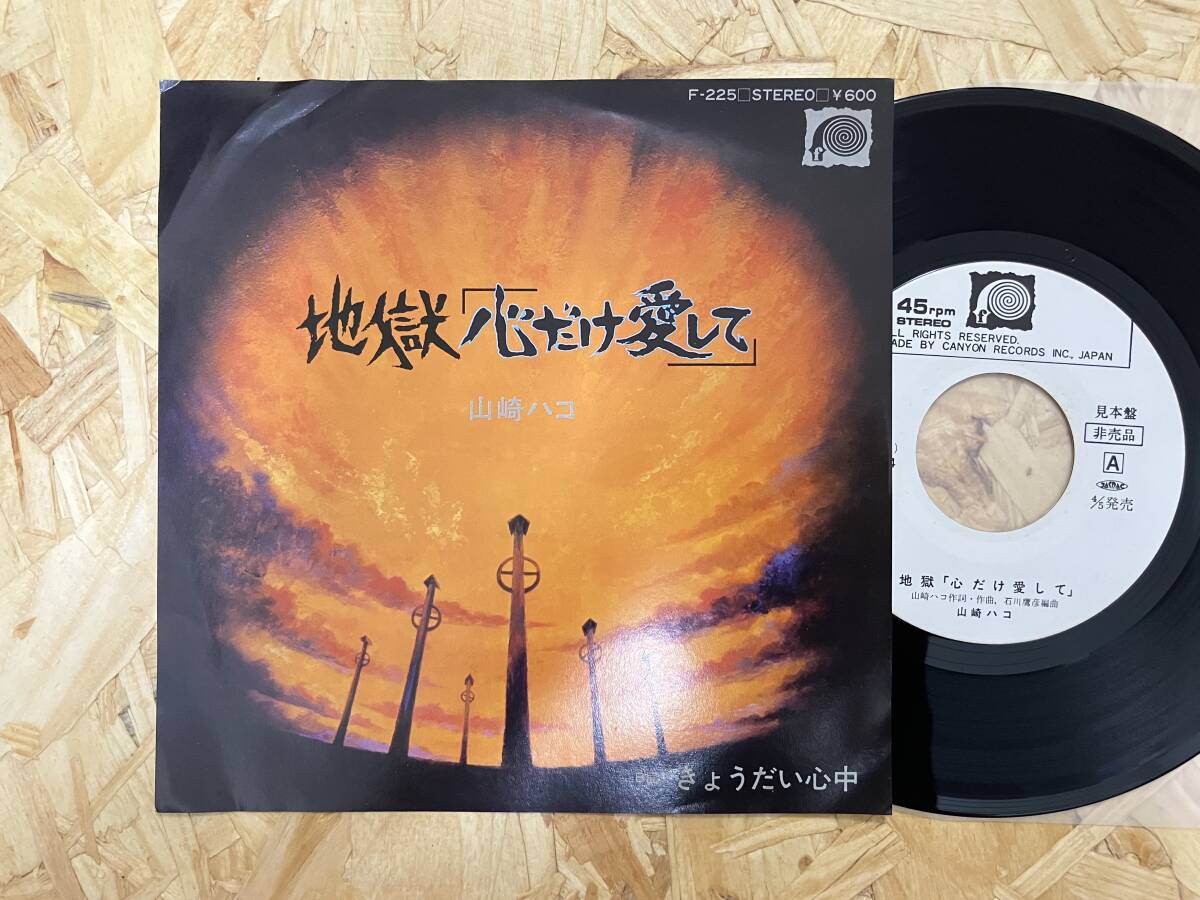 F-225□STEREO□¥600
f
地獄「心だけ愛して」
山崎ハコ
きょうだい心中
45rpm
STEREO
f
ALL RIGHTS RESERVED.
MADE BY CANYON RECORDS INC., JAPAN
見本盤
非売品
A
4/5発売
地獄「心だけ愛して」
山崎ハコ作詞・作曲、石川鷹彦編曲
山崎ハコ